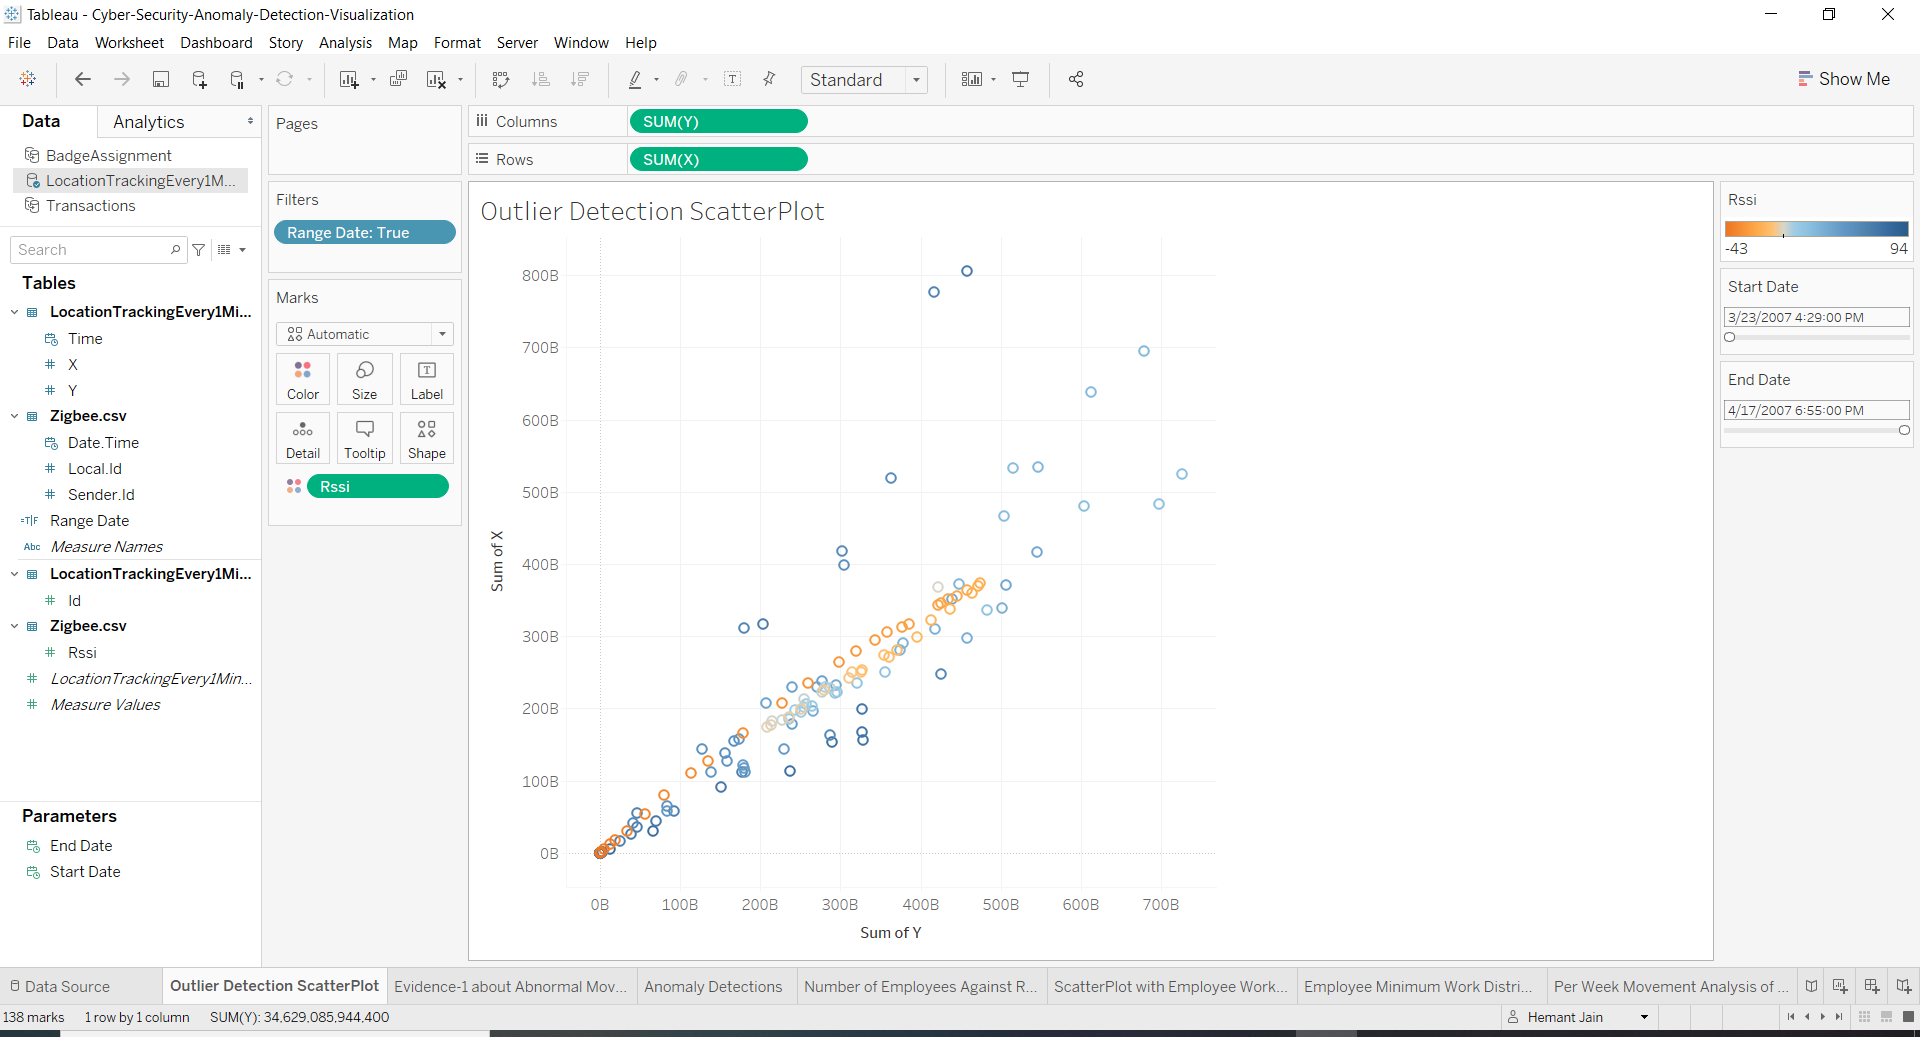 Tableau - Cyber-Security-Anomaly-Detection-Visualization
File Data Worksheet Dashboard Story Analysis Map Format Server Window Help
Standard
Show Me
Data
Analytics
BadgeAssignment
LocationTrackingEvery1M...
Transactions
Search
Tables
LocationTrackingEvery1Mi...
Time
X
Y
Zigbee.csv
Date.Time
Local.Id
Sender.Id
Range Date
Abc Measure Names
LocationTrackingEvery1Mi...
Id
Zigbee.csv
Rssi
LocationTrackingEvery1Min...
Measure Values
Parameters
End Date
Start Date
Pages
Filters
Range Date: True
Marks
Automatic
Color Size Label
Detail Tooltip Shape
Rssi
Columns SUM(Y)
Rows SUM(X)
Outlier Detection ScatterPlot
800B
700B
600B
500B
400B
300B
200B
100B
0B
Sum of X
0B 100B 200B 300B 400B 500B 600B 700B
Sum of Y
Rssi
-43 94
Start Date
3/23/2007 4:29:00 PM
End Date
4/17/2007 6:55:00 PM
Data Source Outlier Detection ScatterPlot Evidence-1 about Abnormal Mov... Anomaly Detections Number of Employees Against R... ScatterPlot with Employee Work... Employee Minimum Work Distri... Per Week Movement Analysis of ...
138 marks 1 row by 1 column SUM(Y): 34,629,085,944,400 Hemant Jain